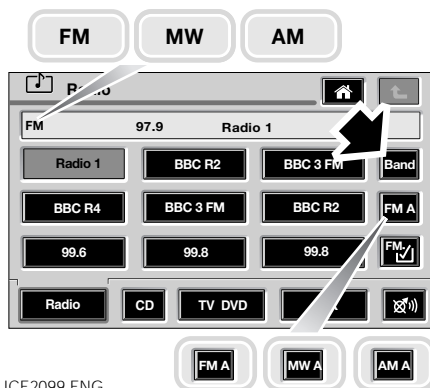 FM MW AM
Radio
FM 97.9 Radio 1
Radio 1 BBC R2 BBC 3 FM Band
BBC R4 BBC 3 FM BBC R2 FM A
99.6 99.8 99.8 FM
Radio CD TV DVD
FM A MW A AM A
ICE2099 ENG